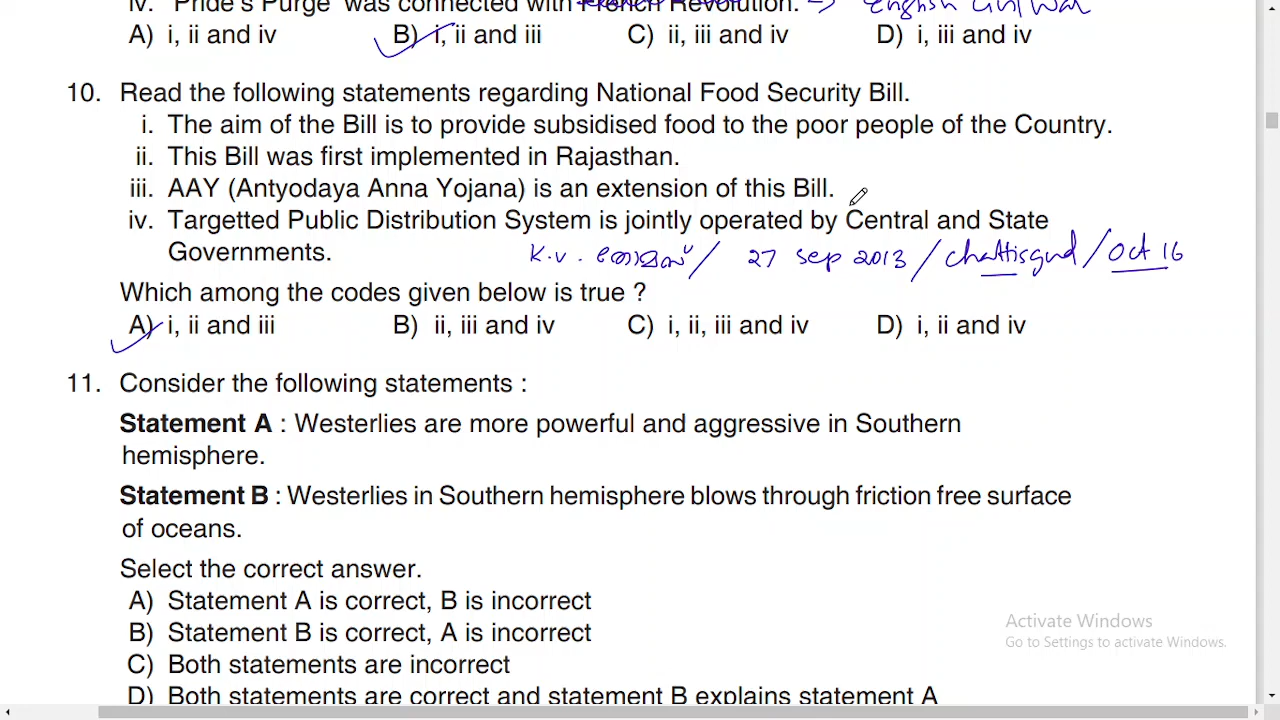 iv. 'Pride's Purge' was connected with French Revolution. → English Civil War
A) i, ii and iv B) i, ii and iii C) ii, iii and iv D) i, iii and iv
10. Read the following statements regarding National Food Security Bill.
i. The aim of the Bill is to provide subsidised food to the poor people of the Country.
ii. This Bill was first implemented in Rajasthan.
iii. AAY (Antyodaya Anna Yojana) is an extension of this Bill.
iv. Targetted Public Distribution System is jointly operated by Central and State
Governments. K.V. / 27 Sep 2013 / / Oct 16
Which among the codes given below is true ?
A) i, ii and iii B) ii, iii and iv C) i, ii, iii and iv D) i, ii and iv
11. Consider the following statements :
Statement A : Westerlies are more powerful and aggressive in Southern
hemisphere.
Statement B : Westerlies in Southern hemisphere blows through friction free surface
of oceans.
Select the correct answer.
A) Statement A is correct, B is incorrect
B) Statement B is correct, A is incorrect
Activate Windows
Go to Settings to activate Windows.
C) Both statements are incorrect
D) Both statements are correct and statement B explains statement A